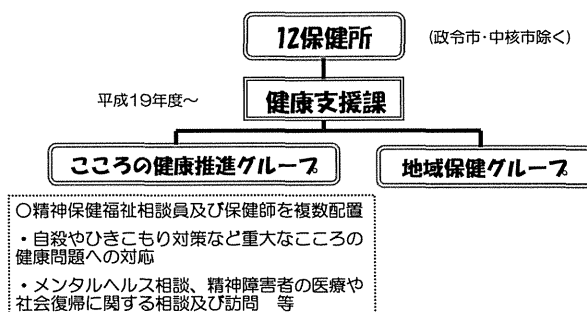 12保健所
(政令市・中核市除く)
平成19年度～
健康支援課
こころの健康推進グループ
地域保健グループ
○精神保健福祉相談員及び保健師を複数配置
・自殺やひきこもり対策など重大なこころの
健康問題への対応
・メンタルヘルス相談、精神障害者の医療や
社会復帰に関する相談及び訪問　等